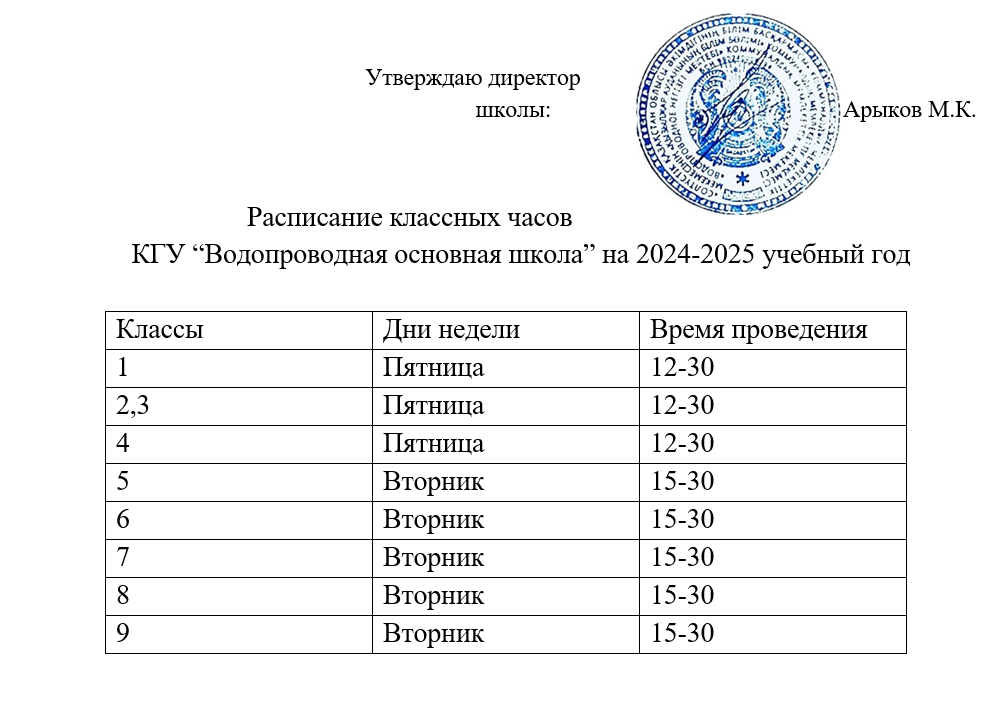 Утверждаю директор
школы:
Арыков М.К.
Расписание классных часов
КГУ “Водопроводная основная школа” на 2024-2025 учебный год
Классы Дни недели Время проведения
1 Пятница 12-30
2,3 Пятница 12-30
4 Пятница 12-30
5 Вторник 15-30
6 Вторник 15-30
7 Вторник 15-30
8 Вторник 15-30
9 Вторник 15-30